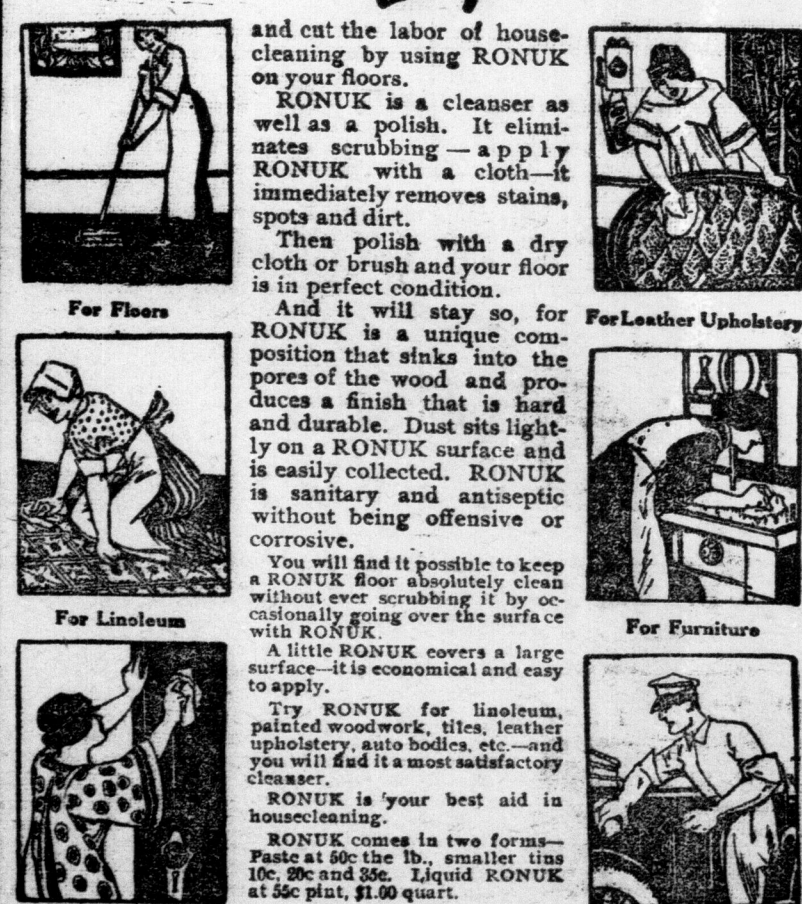 and cut the labor of house-
cleaning by using RONUK
on your floors.
RONUK is a cleanser as
well as a polish. It elimi-
nates scrubbing — apply
RONUK with a cloth—it
immediately removes stains,
spots and dirt.
Then polish with a dry
cloth or brush and your floor
is in perfect condition.
And it will stay so, for
RONUK is a unique com-
position that sinks into the
pores of the wood and pro-
duces a finish that is hard
and durable. Dust sits light-
ly on a RONUK surface and
is easily collected. RONUK
is sanitary and antiseptic
without being offensive or
corrosive.
You will find it possible to keep
a RONUK floor absolutely clean
without ever scrubbing it by oc-
casionally going over the surface
with RONUK.
A little RONUK covers a large
surface—it is economical and easy
to apply.
Try RONUK for linoleum,
painted woodwork, tiles, leather
upholstery, auto bodies, etc.—and
you will find it a most satisfactory
cleanser.
RONUK is your best aid in
housecleaning.
RONUK comes in two forms—
Paste at 50c the lb., smaller tins
10c, 20c and 35c. Liquid RONUK
at 55c pint, $1.00 quart.
For Floors
For Linoleum
For Leather Upholstery
For Furniture